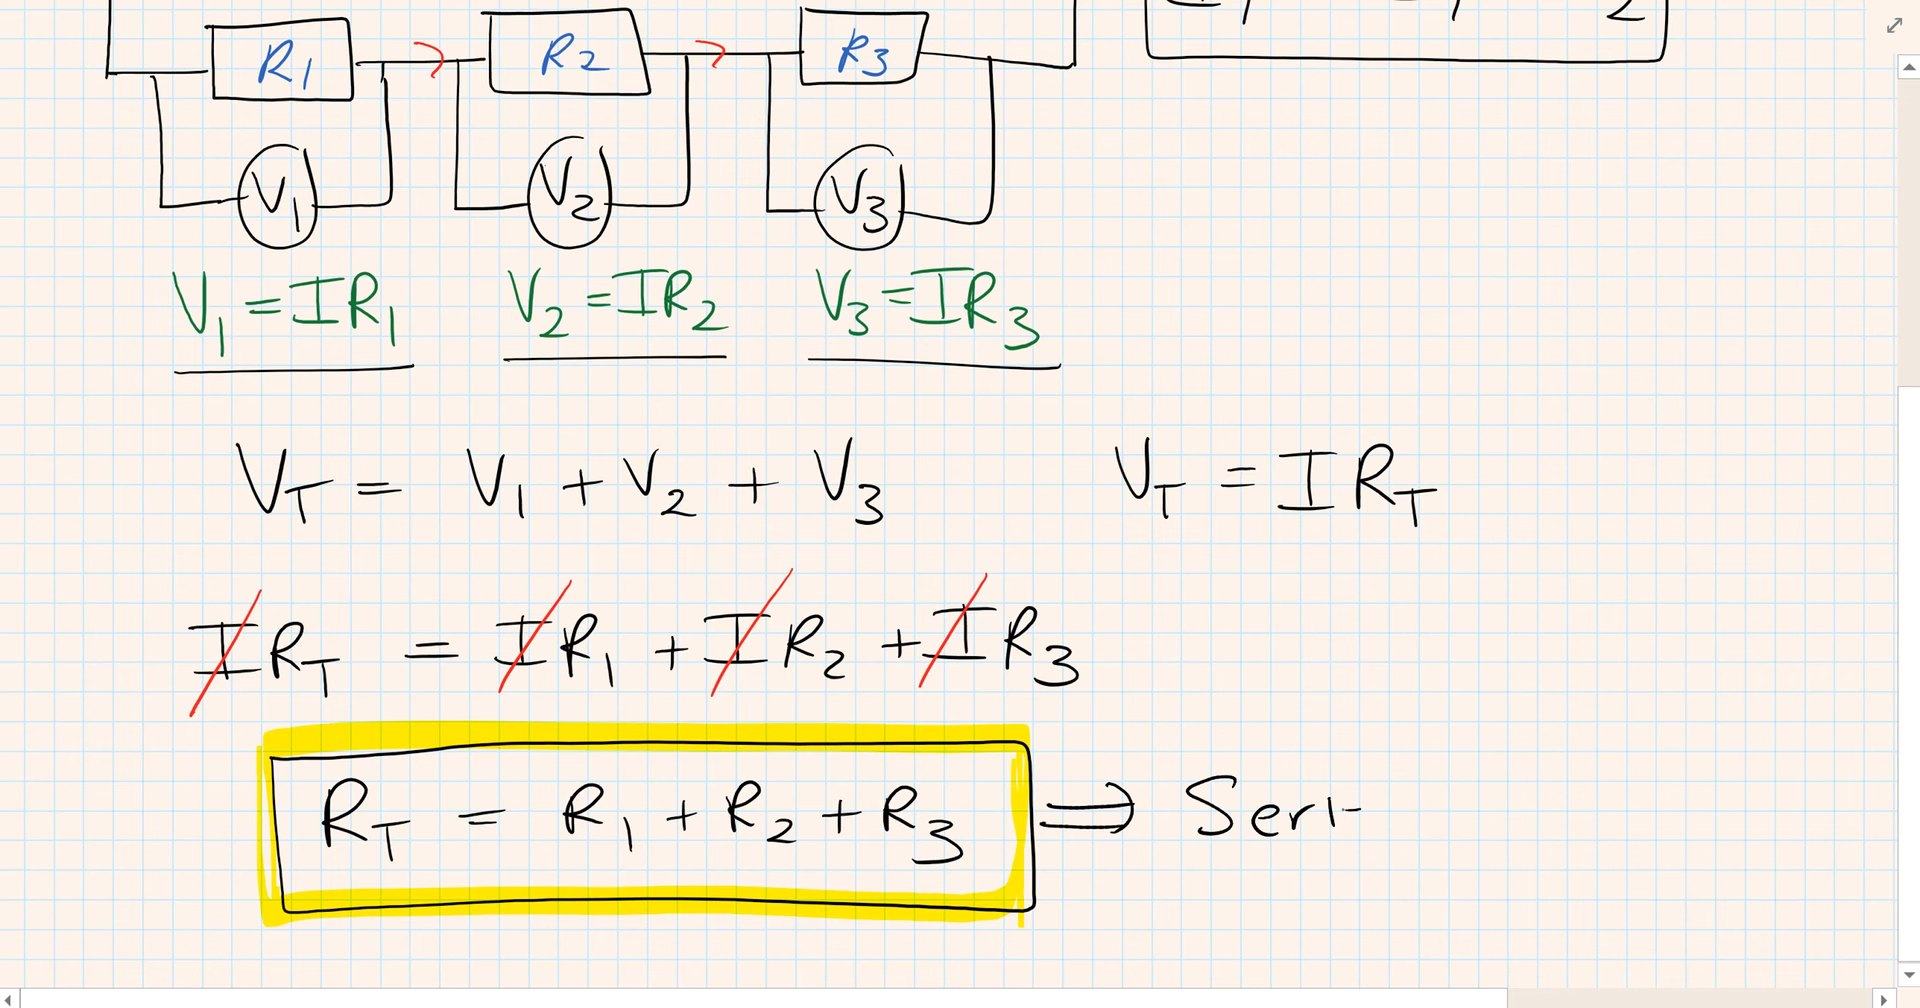 R1 R2 R3
V1 V2 V3
V1 = IR1 V2 = IR2 V3 = IR3
VT = V1 + V2 + V3 VT = IRT
IRT = IR1 + IR2 + IR3
RT = R1 + R2 + R3 ⇒ Seri